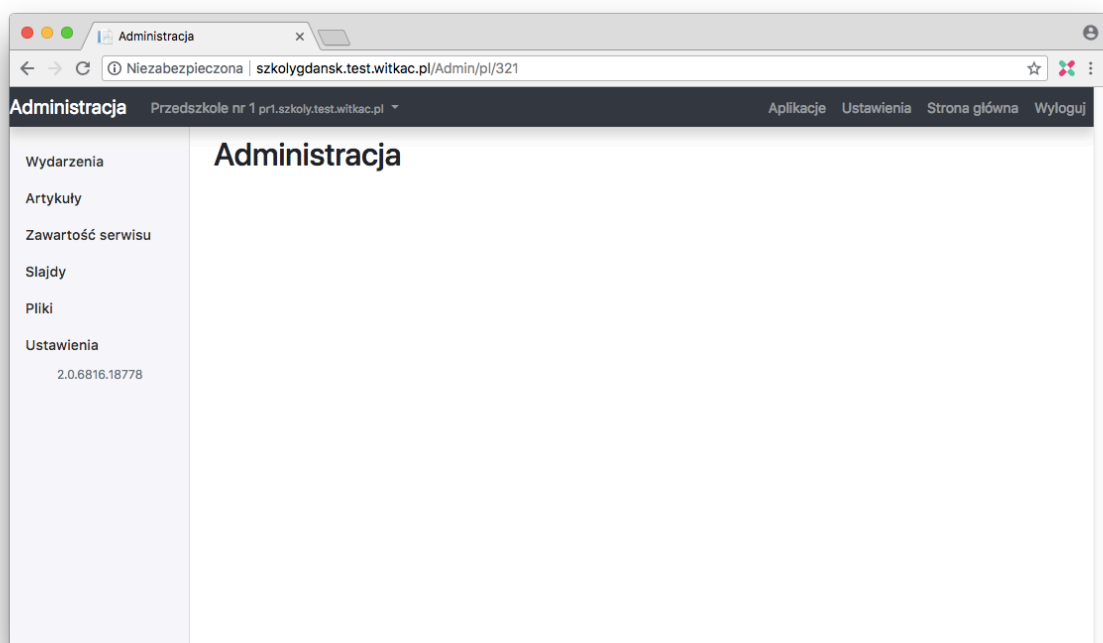 Administracja
Niezabezpieczona | szkolygdansk.test.witkac.pl/Admin/pl/321
Administracja Przedszkole nr 1 pr1.szkoly.test.witkac.pl Aplikacje Ustawienia Strona główna Wyloguj
Administracja
Wydarzenia
Artykuły
Zawartość serwisu
Slajdy
Pliki
Ustawienia
2.0.6816.18778